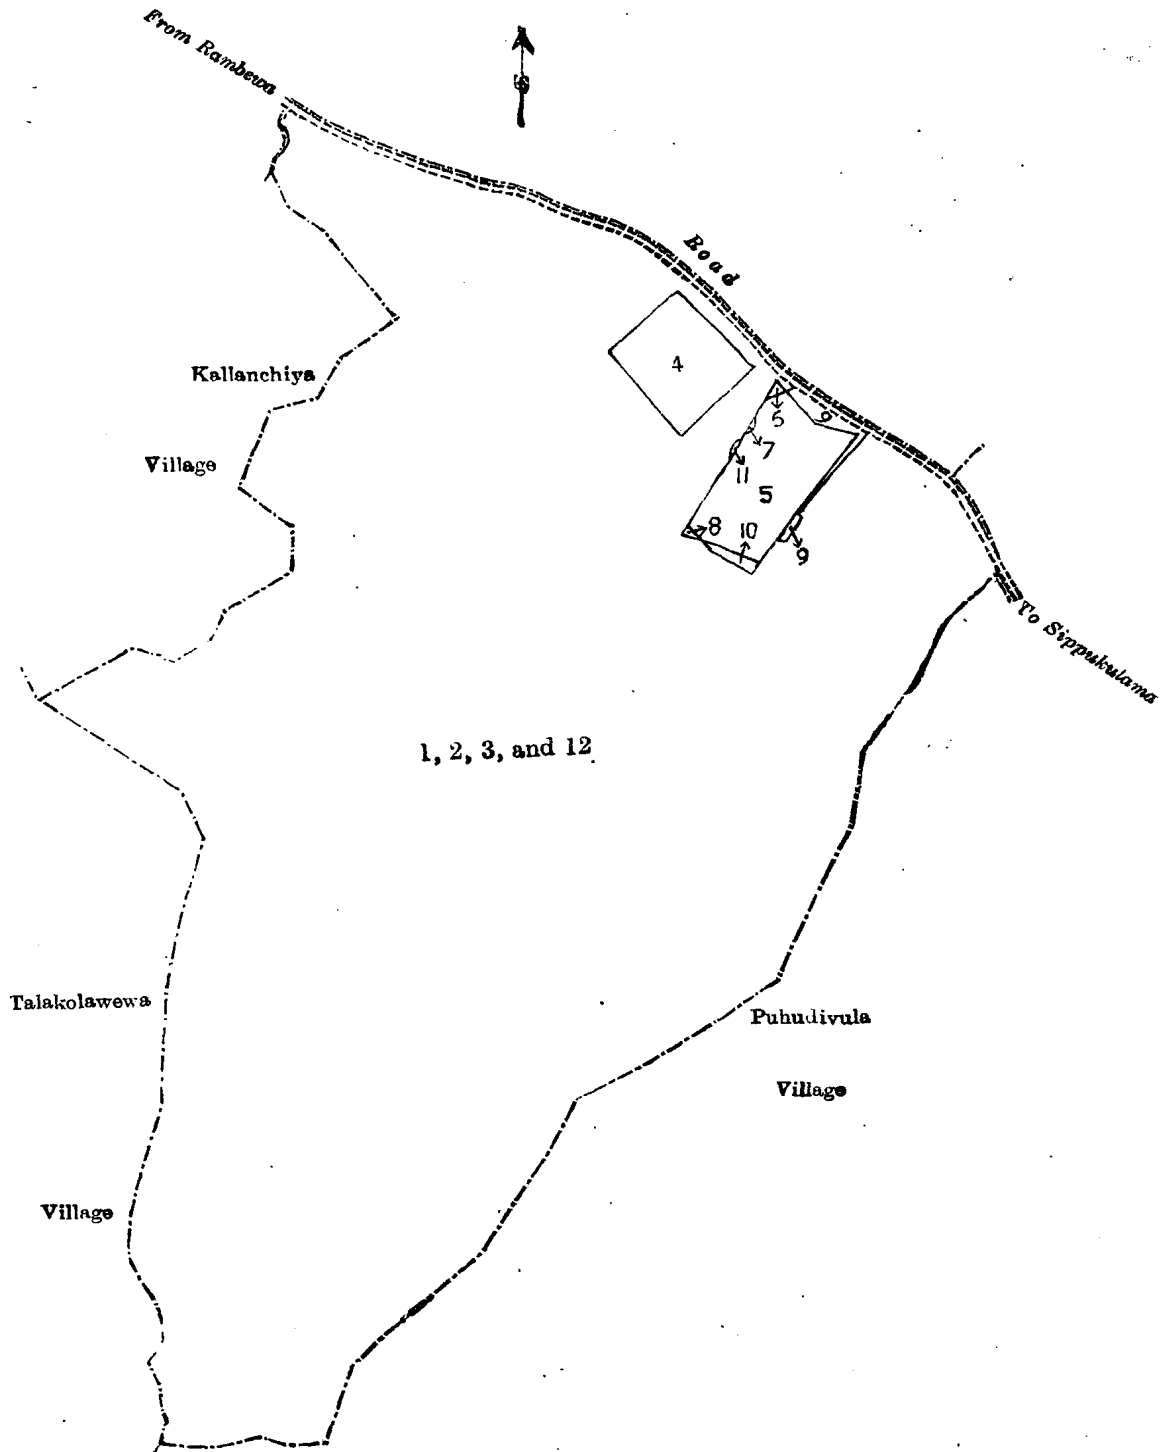 From Rambewa
Road
4
Kallanchiya
6
9
7
Village
11
5
8
10
9
To Sippukulama
1, 2, 3, and 12
Talakolawewa
Puhudivula
Village
Village